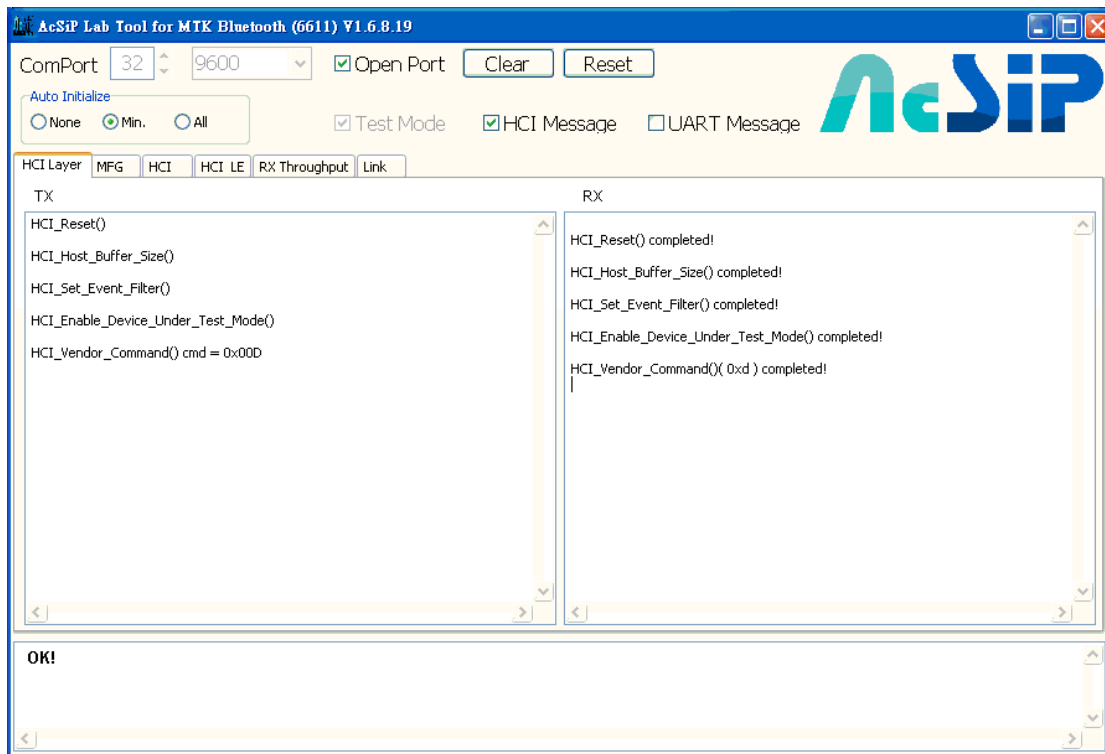 AcSiP Lab Tool for MTK Bluetooth (6611) V1.6.8.19
ComPort 32 9600 Open Port Clear Reset
Auto Initialize
None Min. All Test Mode HCI Message UART Message
AcSiP
HCI Layer MFG HCI HCI LE RX Throughput Link
TX
HCI_Reset()
HCI_Host_Buffer_Size()
HCI_Set_Event_Filter()
HCI_Enable_Device_Under_Test_Mode()
HCI_Vendor_Command() cmd = 0x00D
RX
HCI_Reset() completed!
HCI_Host_Buffer_Size() completed!
HCI_Set_Event_Filter() completed!
HCI_Enable_Device_Under_Test_Mode() completed!
HCI_Vendor_Command()( 0xd ) completed!
OK!